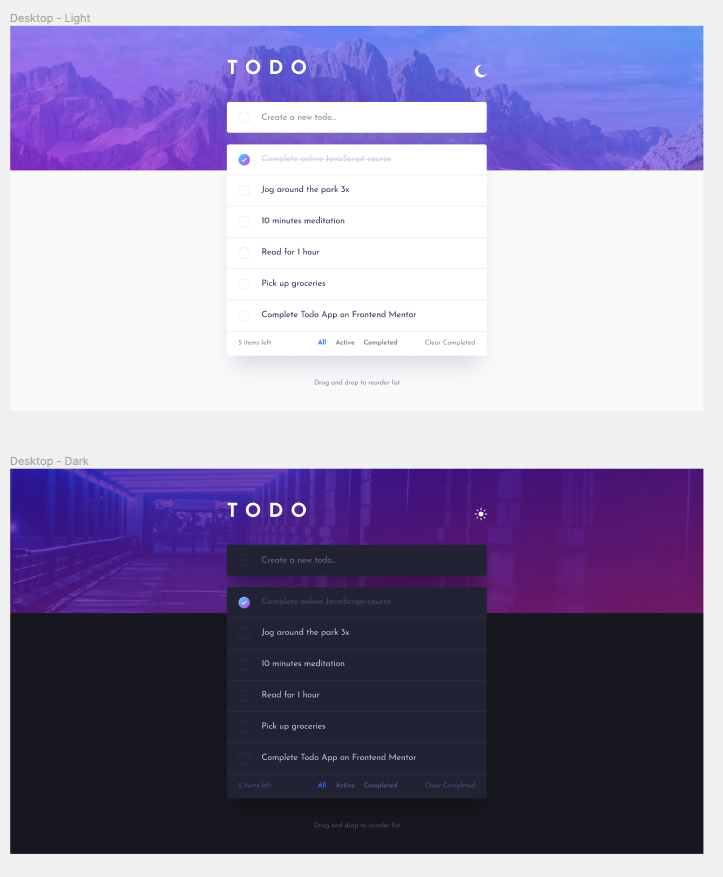 Desktop - Light
TODO
Create a new todo...
Complete online JavaScript course
Jog around the park 3x
10 minutes meditation
Read for 1 hour
Pick up groceries
Complete Todo App on Frontend Mentor
5 items left All Active Completed Clear Completed
Drag and drop to reorder list
Desktop - Dark
TODO
Create a new todo...
Complete online JavaScript course
Jog around the park 3x
10 minutes meditation
Read for 1 hour
Pick up groceries
Complete Todo App on Frontend Mentor
5 items left All Active Completed Clear Completed
Drag and drop to reorder list